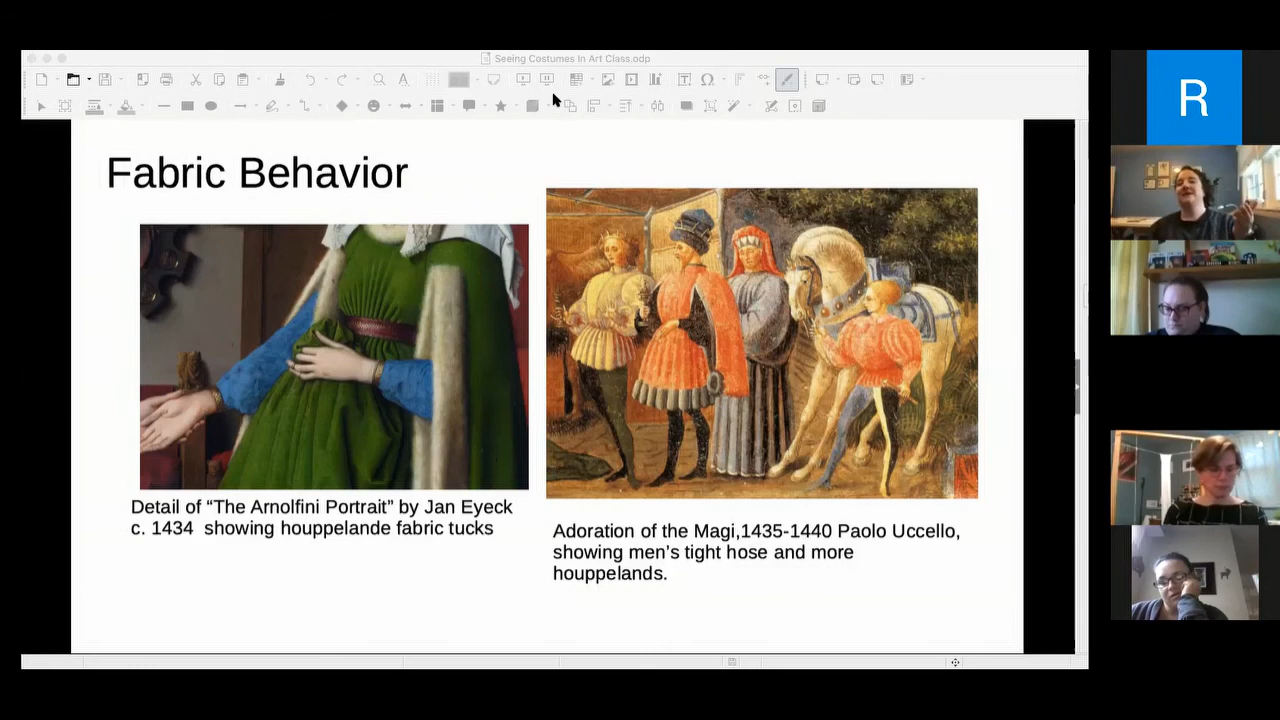 Seeing Costumes In Art Class.odp
Fabric Behavior
Detail of “The Arnolfini Portrait” by Jan Eyeck
c. 1434 showing houppelande fabric tucks
Adoration of the Magi,1435-1440 Paolo Uccello,
showing men’s tight hose and more
houppelands.
R